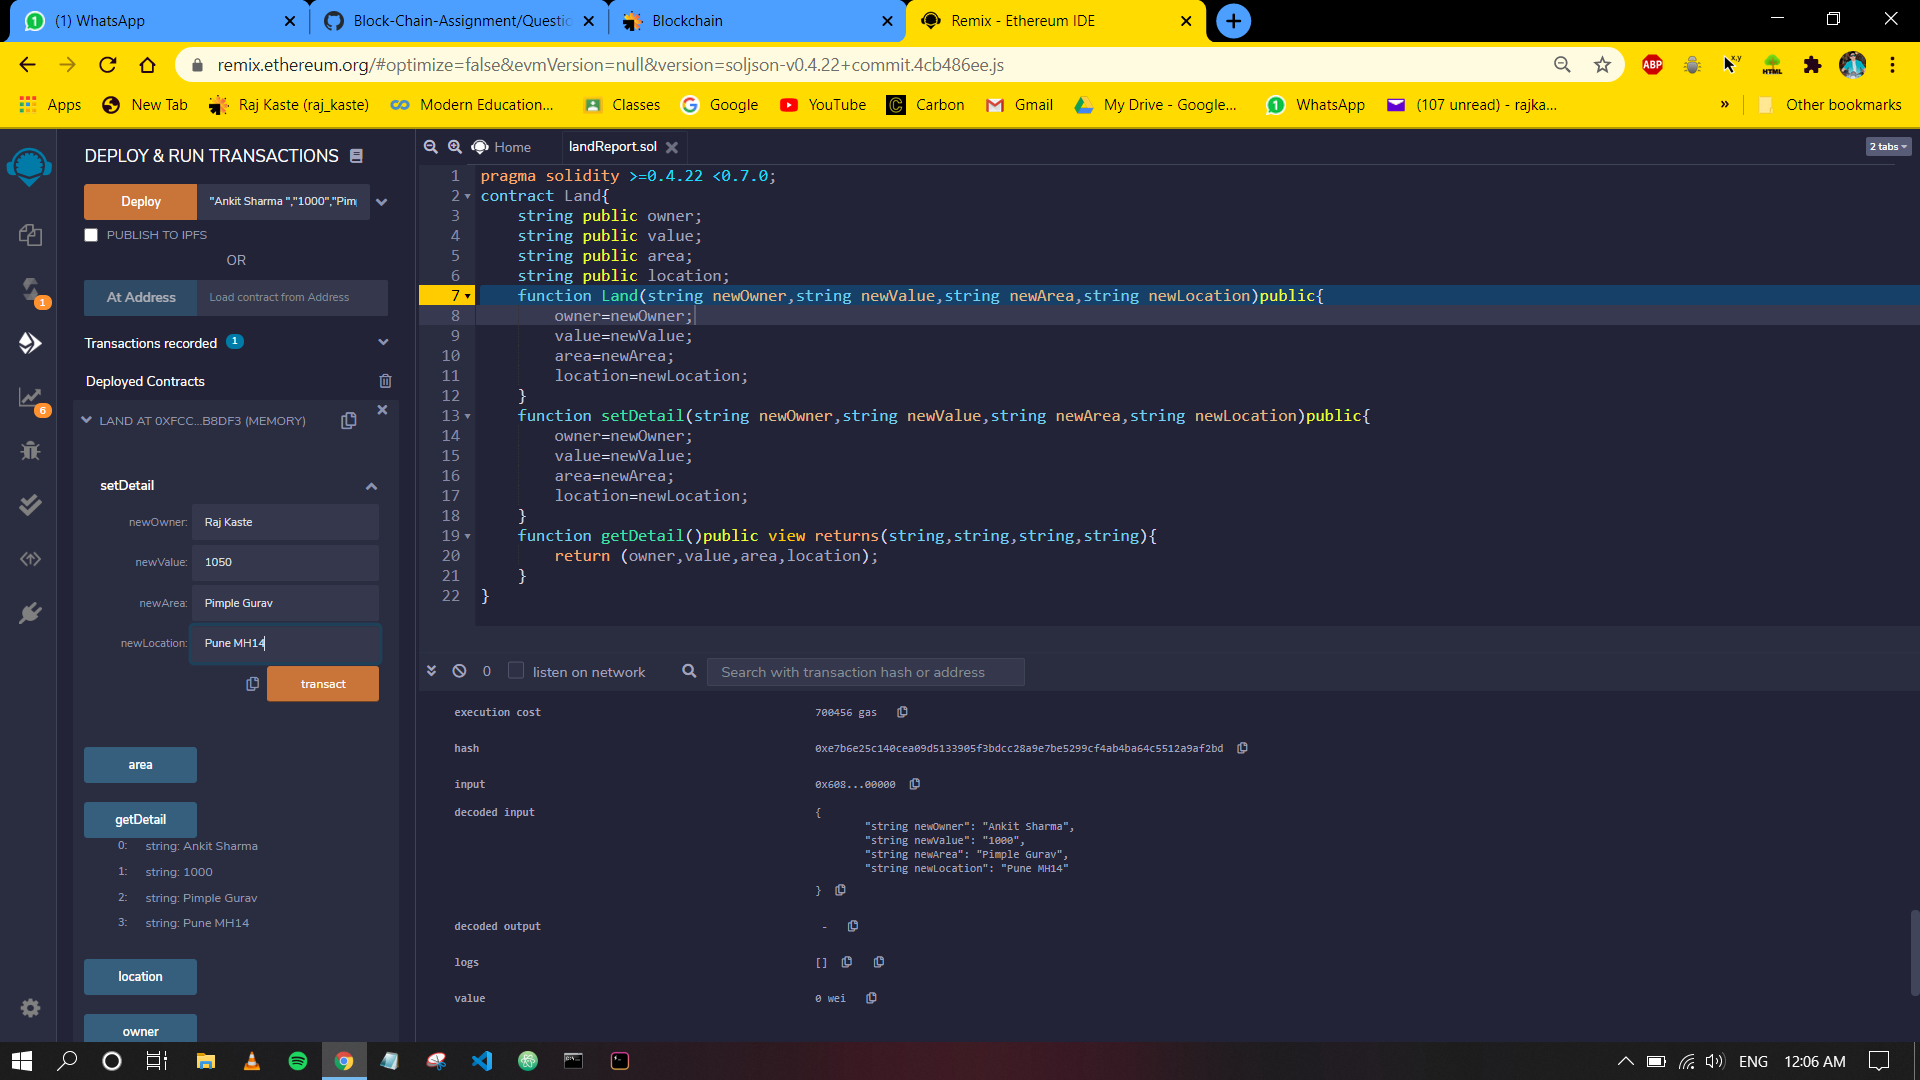 (1) WhatsApp
Block-Chain-Assignment/Questio
Blockchain
Remix - Ethereum IDE
remix.ethereum.org/#optimize=false&evmVersion=null&version=soljson-v0.4.22+commit.4cb486ee.js
ABP
x,y
HTML
Apps
New Tab
Raj Kaste (raj_kaste)
Modern Education...
Classes
Google
YouTube
Carbon
Gmail
My Drive - Google...
WhatsApp
(107 unread) - rajka...
»
Other bookmarks
DEPLOY & RUN TRANSACTIONS
Deploy
"Ankit Sharma ","1000","Pim
PUBLISH TO IPFS
OR
At Address
Load contract from Address
Transactions recorded 1
Deployed Contracts
LAND AT 0XFCC...B8DF3 (MEMORY)
setDetail
newOwner: Raj Kaste
newValue: 1050
newArea: Pimple Gurav
newLocation: Pune MH14
transact
area
getDetail
0: string: Ankit Sharma
1: string: 1000
2: string: Pimple Gurav
3: string: Pune MH14
location
owner
1
6
Home
landReport.sol
2 tabs
1 pragma solidity >=0.4.22 <0.7.0;
2 contract Land{
3 string public owner;
4 string public value;
5 string public area;
6 string public location;
7 function Land(string newOwner,string newValue,string newArea,string newLocation)public{
8 owner=newOwner;
9 value=newValue;
10 area=newArea;
11 location=newLocation;
12 }
13 function setDetail(string newOwner,string newValue,string newArea,string newLocation)public{
14 owner=newOwner;
15 value=newValue;
16 area=newArea;
17 location=newLocation;
18 }
19 function getDetail()public view returns(string,string,string,string){
20 return (owner,value,area,location);
21 }
22 }
0
listen on network
Search with transaction hash or address
execution cost 700456 gas
hash 0xe7b6e25c140cea09d5133905f3bdcc28a9e7be5299cf4ab4ba64c5512a9af2bd
input 0x608...00000
decoded input {
"string newOwner": "Ankit Sharma",
"string newValue": "1000",
"string newArea": "Pimple Gurav",
"string newLocation": "Pune MH14"
}
decoded output -
logs []
value 0 wei
ENG
12:06 AM